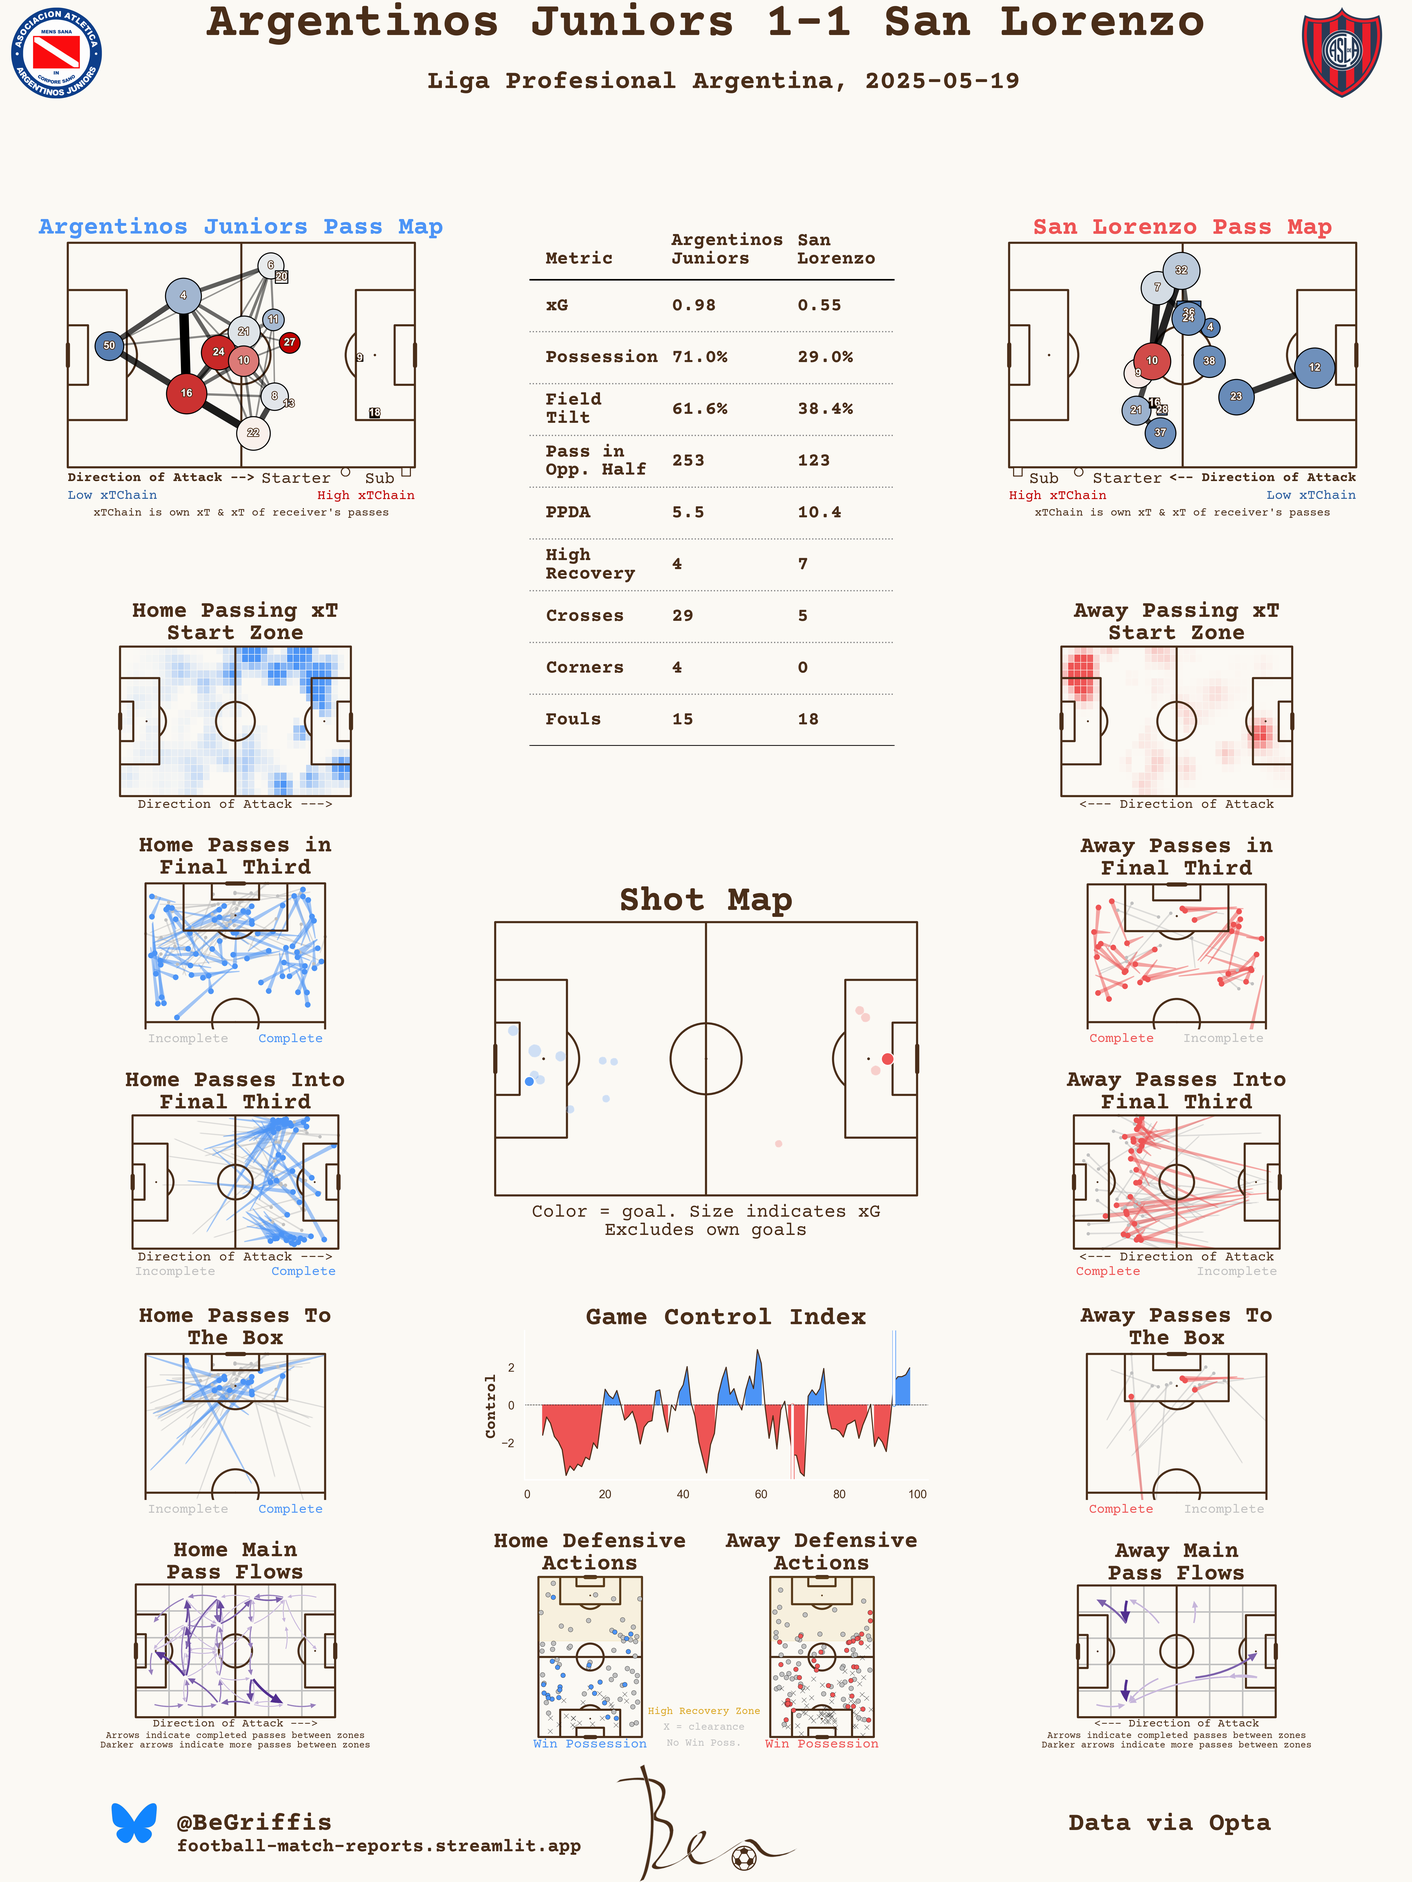 Argentinos Juniors 1-1 San Lorenzo
Liga Profesional Argentina, 2025-05-19
ASOCIACION ATLETICA
MENS SANA
IN
CORPORE SANO
ARGENTINOS JUNIORS
Argentinos Juniors Pass Map
6
20
4
11
21
50
27
24
10
9
16
8
13
18
22
Direction of Attack --> Starter Sub
Low xTChain High xTChain
xTChain is own xT & xT of receiver's passes
Metric Argentinos Juniors San Lorenzo
xG 0.98 0.55
Possession 71.0% 29.0%
Field Tilt 61.6% 38.4%
Pass in Opp. Half 253 123
PPDA 5.5 10.4
High Recovery 4 7
Crosses 29 5
Corners 4 0
Fouls 15 18
San Lorenzo Pass Map
32
7
36
24
4
10
38
9
12
23
16
21
28
37
Sub Starter <-- Direction of Attack
High xTChain Low xTChain
xTChain is own xT & xT of receiver's passes
Home Passing xT
Start Zone
Direction of Attack --->
Away Passing xT
Start Zone
<--- Direction of Attack
Home Passes in
Final Third
Incomplete Complete
Away Passes in
Final Third
Complete Incomplete
Shot Map
Color = goal. Size indicates xG
Excludes own goals
Home Passes Into
Final Third
Direction of Attack --->
Incomplete Complete
Away Passes Into
Final Third
<--- Direction of Attack
Complete Incomplete
Home Passes To
The Box
Incomplete Complete
Game Control Index
Control
2
0
−2
0 20 40 60 80 100
Away Passes To
The Box
Complete Incomplete
Home Main
Pass Flows
Direction of Attack --->
Arrows indicate completed passes between zones
Darker arrows indicate more passes between zones
Home Defensive
Actions
Win Possession
Away Defensive
Actions
Win Possession
High Recovery Zone
X = clearance
No Win Poss.
Away Main
Pass Flows
<--- Direction of Attack
Arrows indicate completed passes between zones
Darker arrows indicate more passes between zones
@BeGriffis
football-match-reports.streamlit.app
Ben
Data via Opta